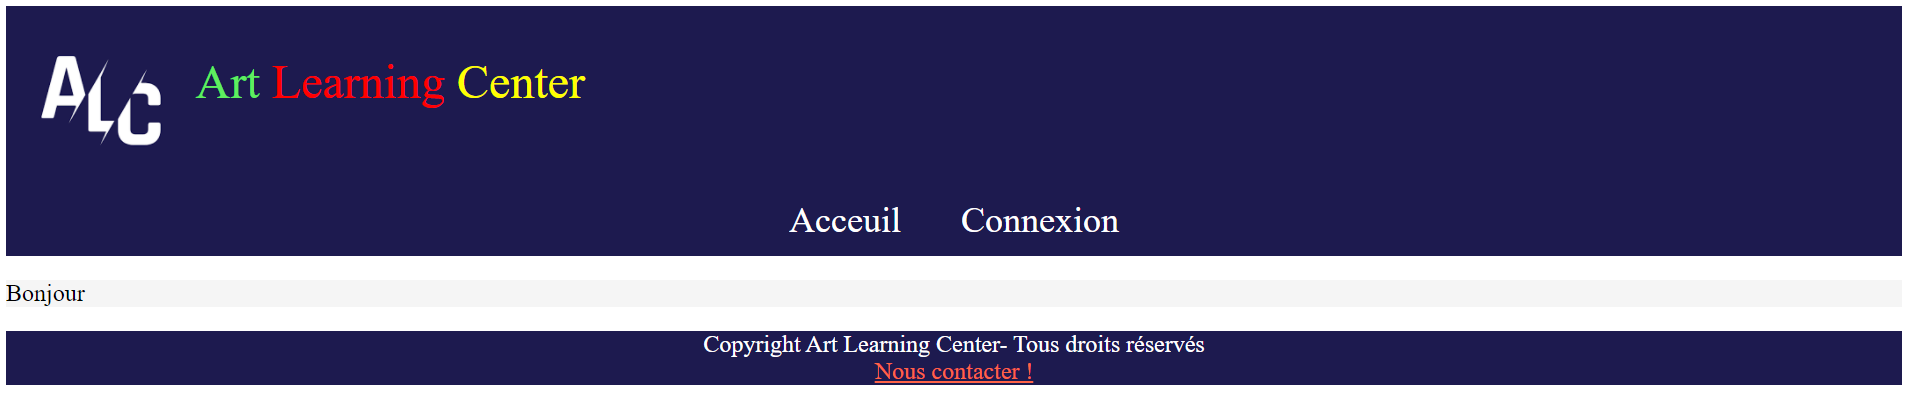 ALC
Art Learning Center
Acceuil Connexion
Bonjour
Copyright Art Learning Center- Tous droits réservés
Nous contacter !